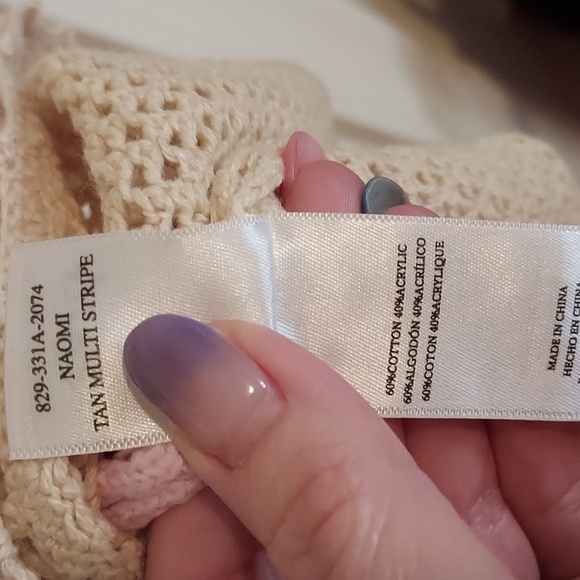 829-331A-2074
NAOMI
TAN MULTI STRIPE
60%COTTON 40%ACRYLIC
60%ALGODÓN 40%ACRÍLICO
60%COTON 40%ACRYLIQUE
MADE IN CHINA
HECHO EN CHINA